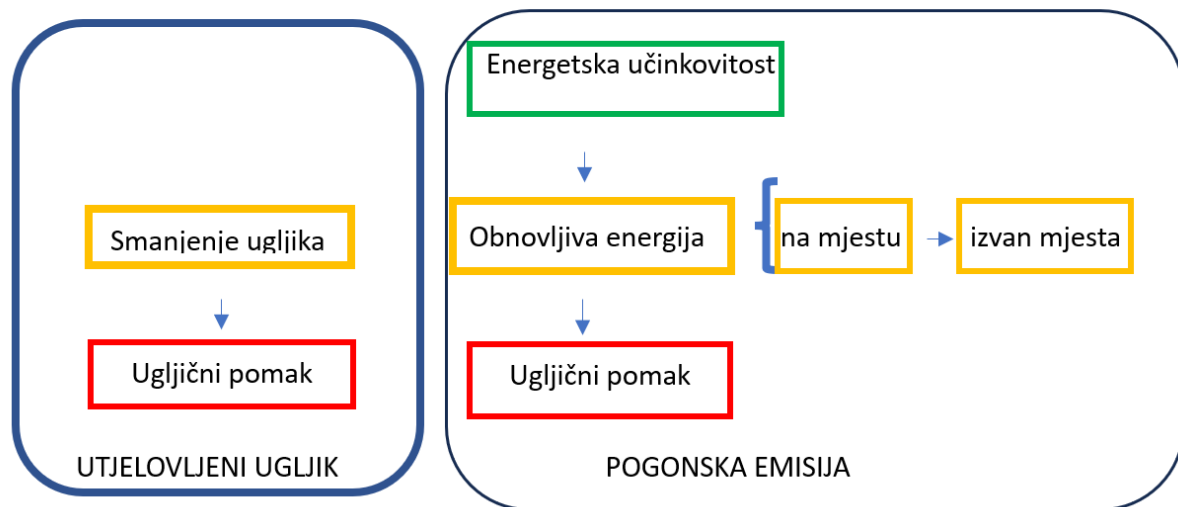 Smanjenje ugljika
Ugljični pomak
UTJELOVLJENI UGLJIK
Energetska učinkovitost
Obnovljiva energija
na mjestu
izvan mjesta
Ugljični pomak
POGONSKA EMISIJA